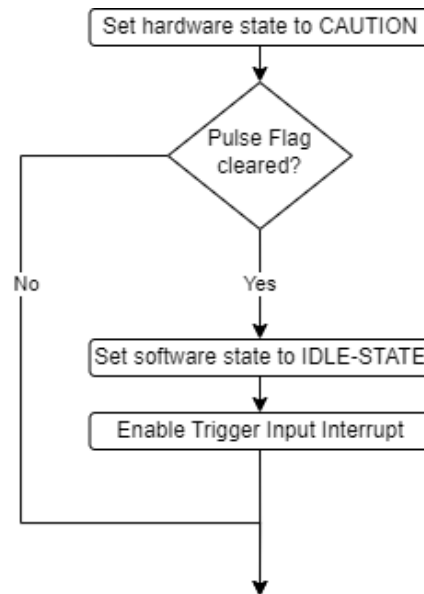 Set hardware state to CAUTION
Pulse Flag
cleared?
No
Yes
Set software state to IDLE-STATE
Enable Trigger Input Interrupt